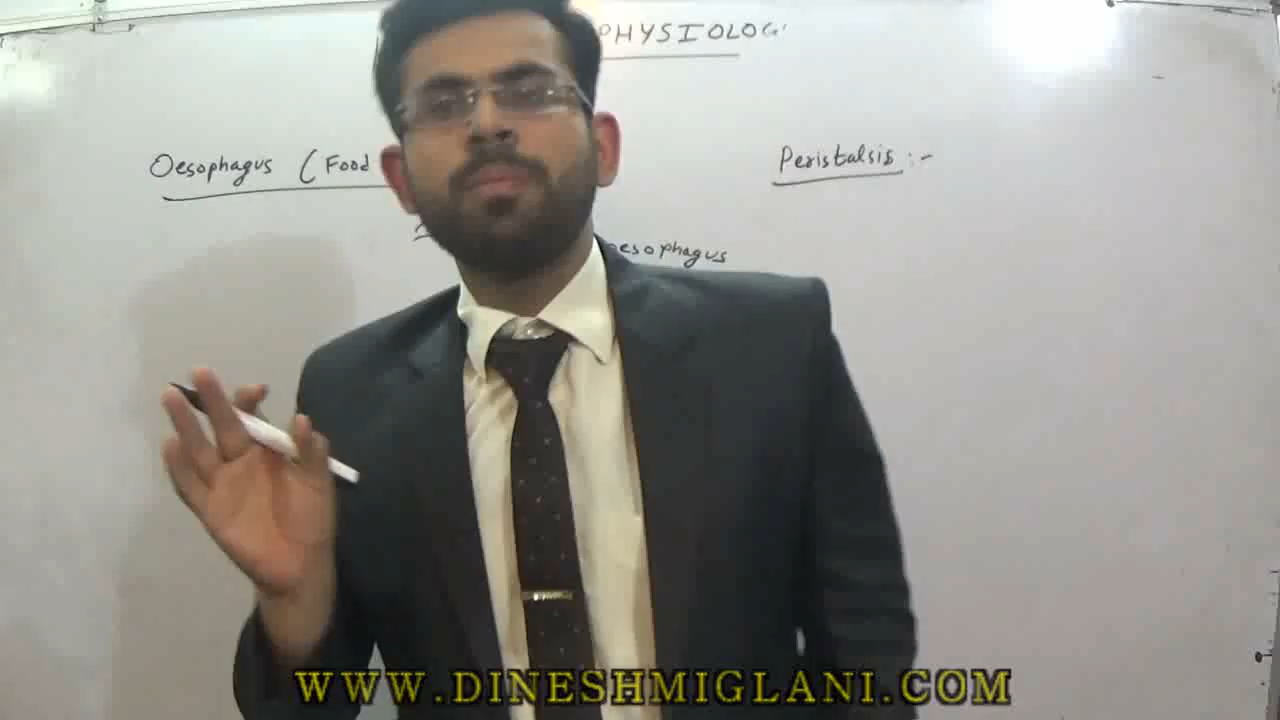 PHYSIOLOG
Oesophagus (Food
Peristalsis :-
oesophagus
WWW.DINESHMIGLANI.COM